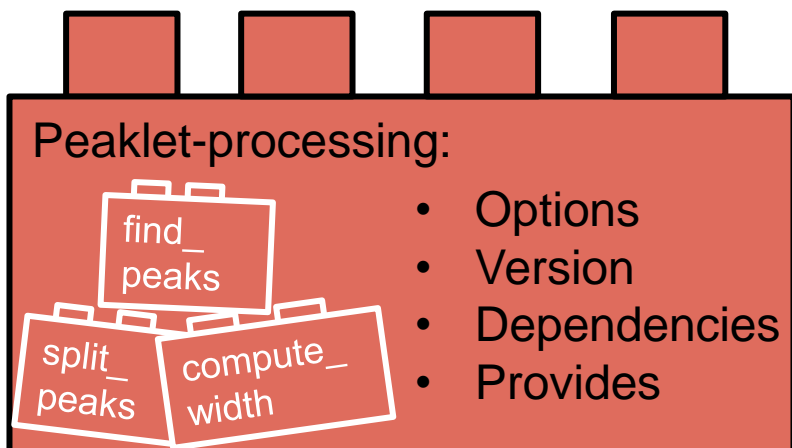 Peaklet-processing:
find_
peaks
split_
peaks
compute_
width
• Options
• Version
• Dependencies
• Provides